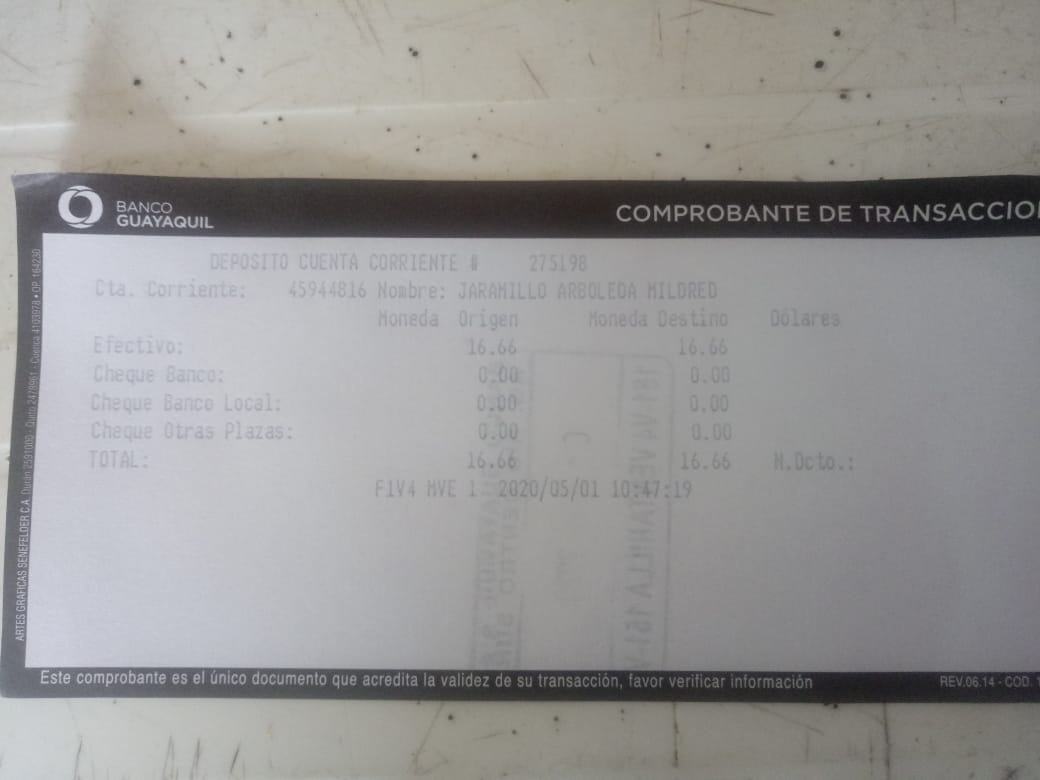 BANCO
GUAYAQUIL
COMPROBANTE DE TRANSACCIO
DEPOSITO CUENTA CORRIENTE # 275198
Cta. Corriente: 45944816 Nombre: JARAMILLO ARBOLEDA MILDRED
Moneda Origen Moneda Destino Dólares
Efectivo: 16.66 16.66
Cheque Banco: 0.00 0.00
Cheque Banco Local: 0.00 0.00
Cheque Otras Plazas: 0.00 0.00
TOTAL: 16.66 16.66 N.Dcto.:
F1V4 MVE 1 2020/05/01 10:47:19
Este comprobante es el único documento que acredita la validez de su transacción, favor verificar información
REV.06.14 - COD. 1
ARTES GRAFICAS SENEFELDER C.A. Durán 2591000 • Quito 2478961 • Cuenca 4103978 • OP. 164230